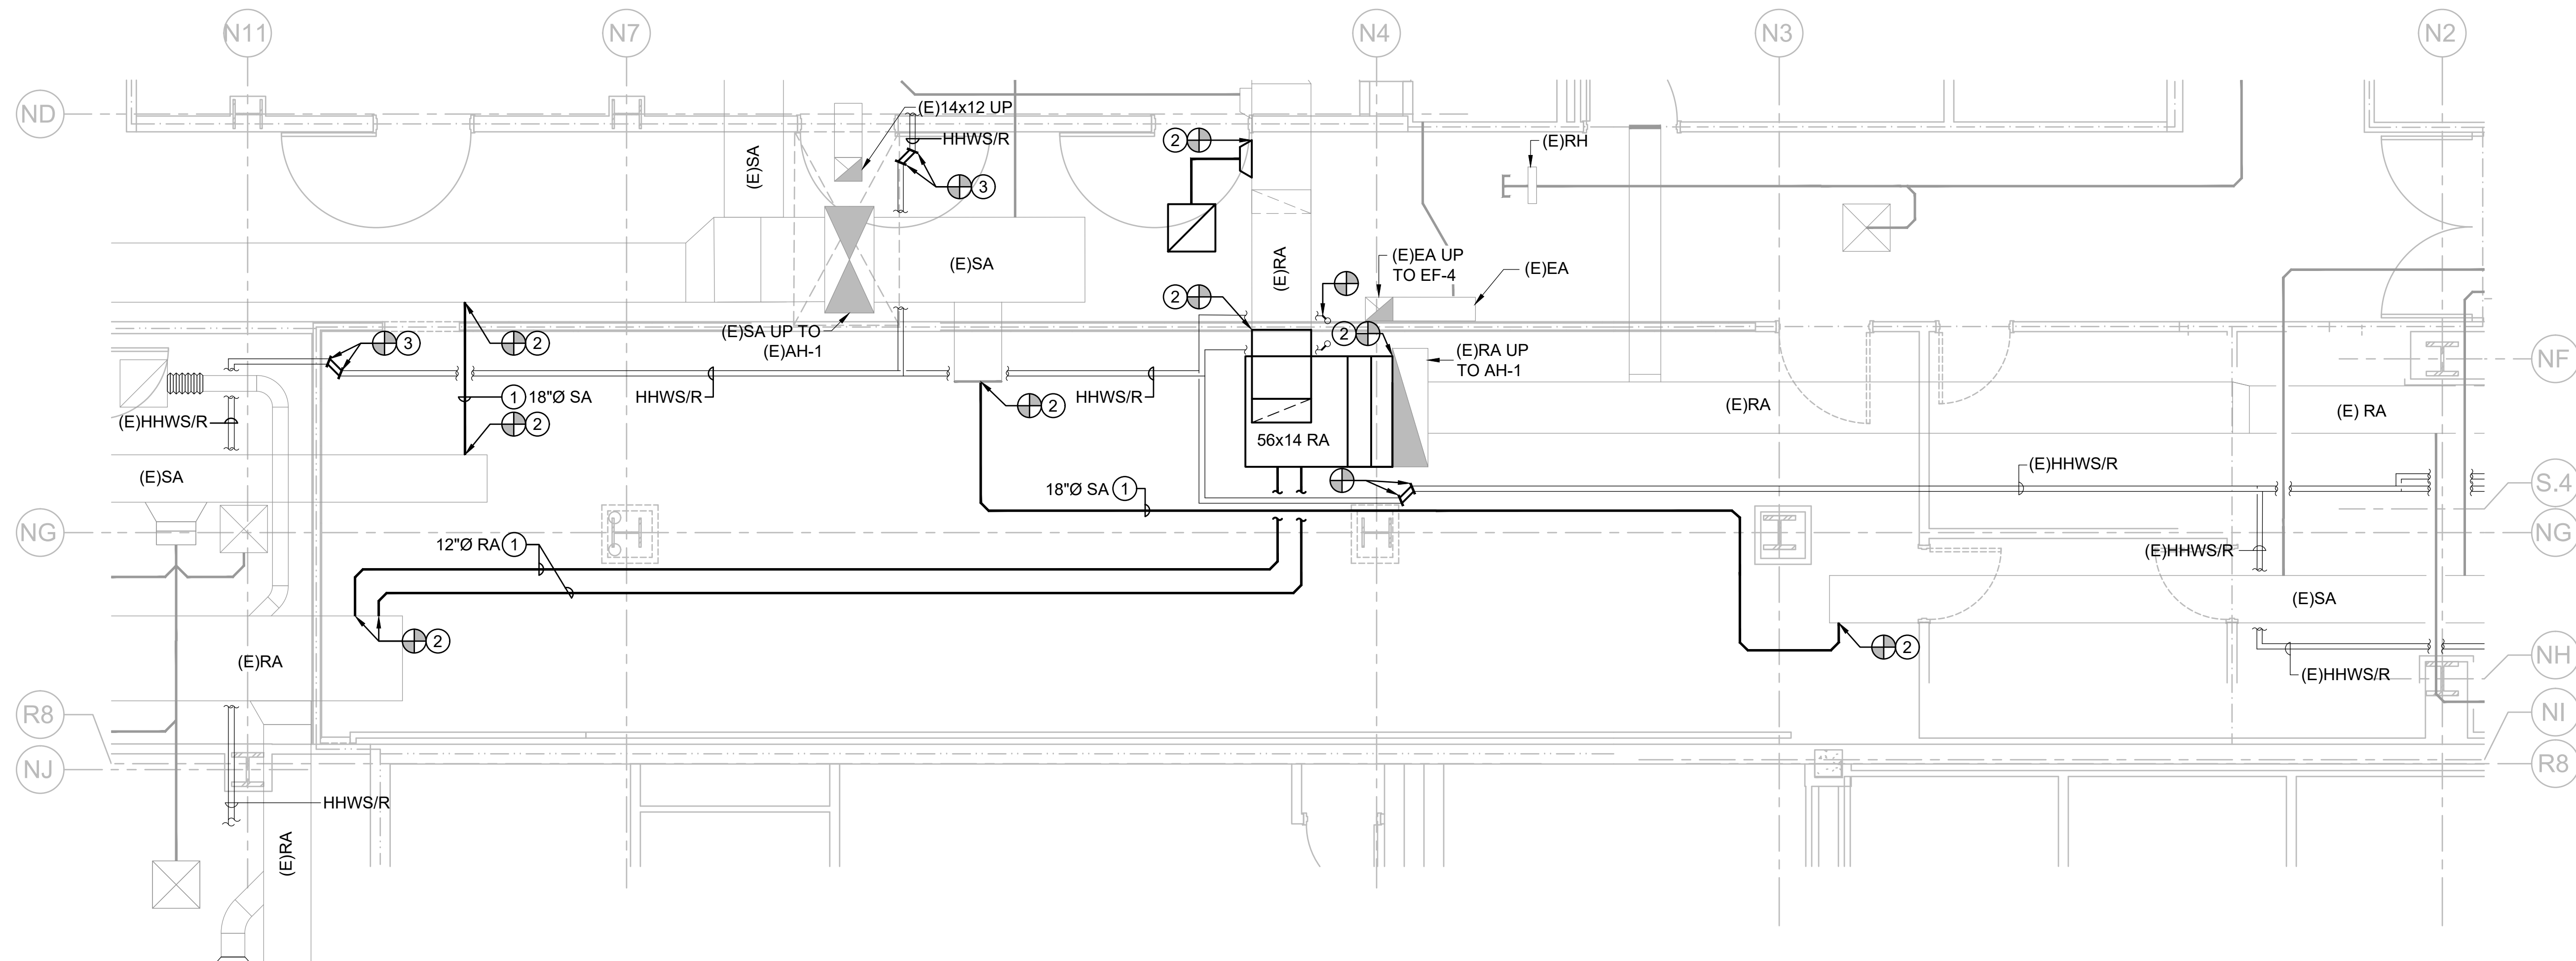 N11
N7
N4
N3
N2
ND
(E)14x12 UP
HHWS/R
3
(E)SA
2
(E)RH
(E)SA
(E)RA
(E)EA UP
TO EF-4
(E)EA
2
(E)SA UP TO
(E)AH-1
2
3
2
(E)RA UP
TO AH-1
NF
1 18"Ø SA
HHWS/R
HHWS/R
2
(E)RA
(E) RA
(E)HHWS/R
2
56x14 RA
(E)SA
(E)HHWS/R
S.4
18"Ø SA 1
NG
NG
12"Ø RA 1
(E)HHWS/R
(E)SA
2
2
(E)RA
NH
(E)HHWS/R
R8
NI
NJ
R8
HHWS/R
(E)RA